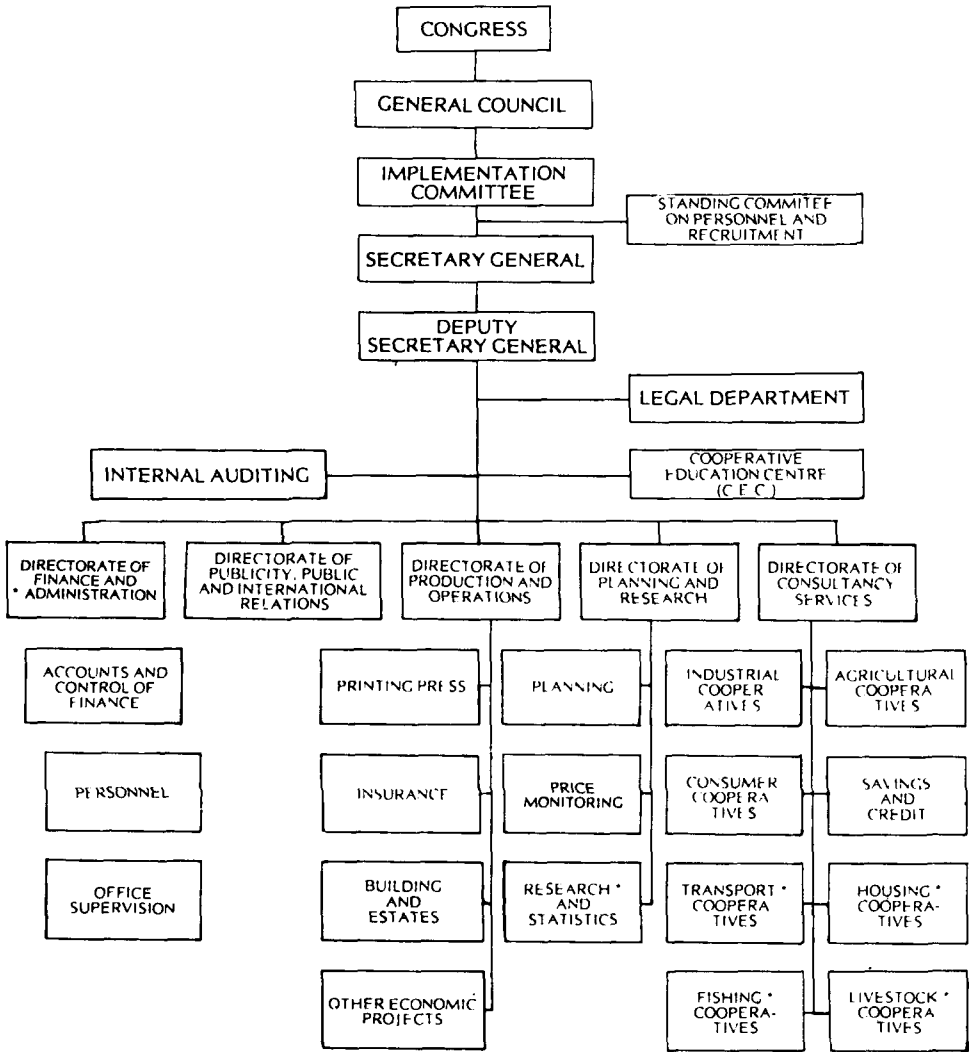 CONGRESS
GENERAL COUNCIL
IMPLEMENTATION
COMMITTEE
STANDING COMMITEE
ON PERSONNEL AND
RECRUITMENT
SECRETARY GENERAL
DEPUTY
SECRETARY GENERAL
LEGAL DEPARTMENT
INTERNAL AUDITING
COOPERATIVE
EDUCATION CENTRE
(C.E.C.)
DIRECTORATE OF
FINANCE AND
* ADMINISTRATION
DIRECTORATE OF
PUBLICITY, PUBLIC
AND INTERNATIONAL
RELATIONS
DIRECTORATE OF
PRODUCTION AND
OPERATIONS
DIRECTORATE OF
PLANNING AND
RESEARCH
DIRECTORATE OF
CONSULTANCY
SERVICES
ACCOUNTS AND
CONTROL OF
FINANCE
PRINTING PRESS
PLANNING
INDUSTRIAL
COOPER
ATIVES
AGRICULTURAL
COOPERA
TIVES
PERSONNEL
INSURANCE
PRICE
MONITORING
CONSUMER
COOPERA
TIVES
SAVINGS
AND
CREDIT
OFFICE
SUPERVISION
BUILDING
AND
ESTATES
RESEARCH *
AND
STATISTICS
TRANSPORT *
COOPERA
TIVES
HOUSING *
COOPERA-
TIVES
OTHER ECONOMIC
PROJECTS
FISHING *
COOPERA-
TIVES
LIVESTOCK *
COOPERA
TIVES